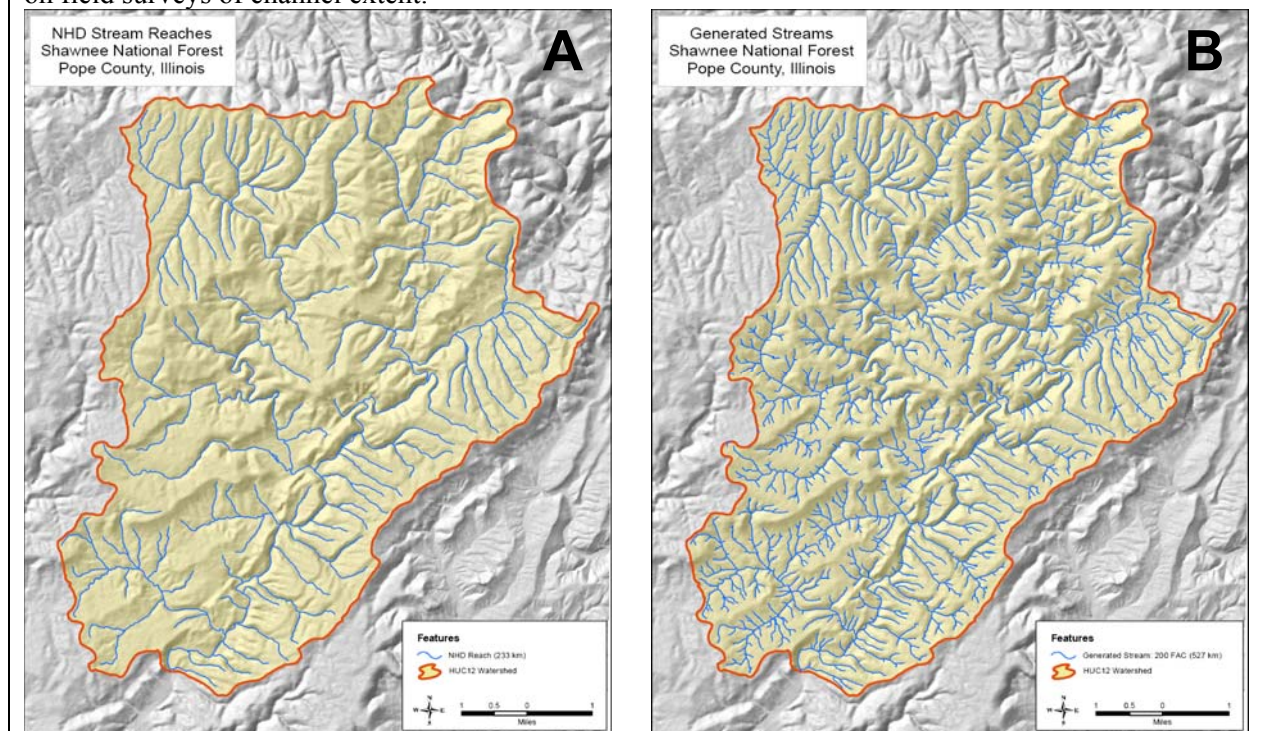 on field surveys of channel extent.
NHD Stream Reaches
Shawnee National Forest
Pope County, Illinois
A
Features
NHD Reach (233 km)
HUC12 Watershed
N
W E
S
1 0.5 0 1
Miles
Generated Streams
Shawnee National Forest
Pope County, Illinois
B
Features
Generated Stream: 200 FAC (527 km)
HUC12 Watershed
N
W E
S
1 0.5 0 1
Miles